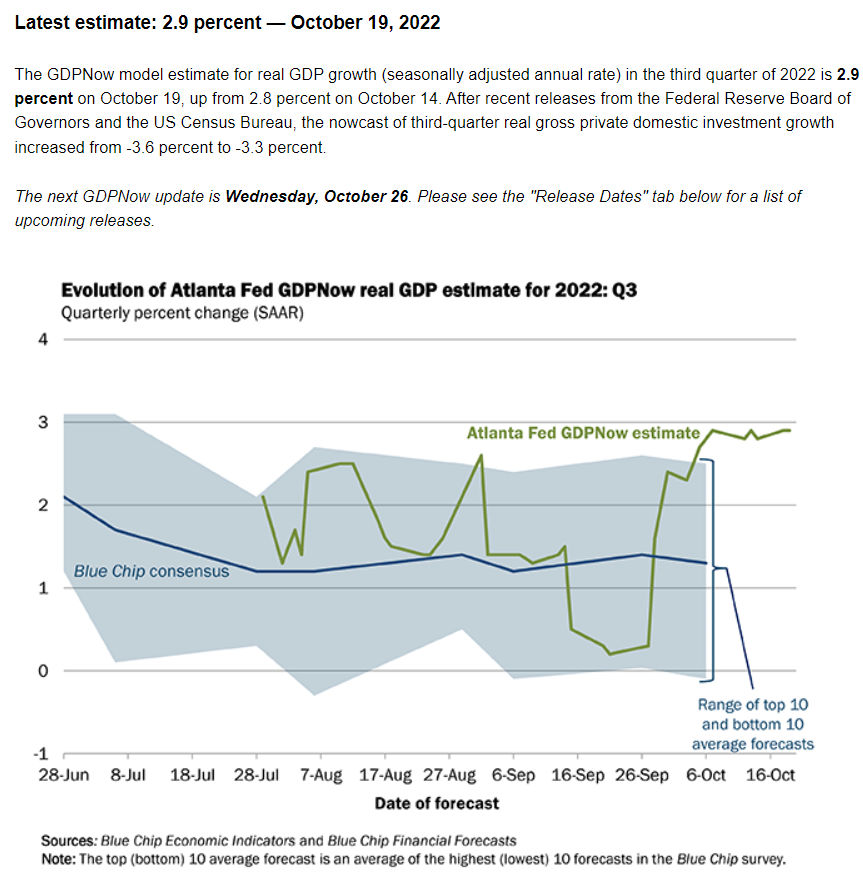 Latest estimate: 2.9 percent — October 19, 2022
The GDPNow model estimate for real GDP growth (seasonally adjusted annual rate) in the third quarter of 2022 is 2.9
percent on October 19, up from 2.8 percent on October 14. After recent releases from the Federal Reserve Board of
Governors and the US Census Bureau, the nowcast of third-quarter real gross private domestic investment growth
increased from -3.6 percent to -3.3 percent.
The next GDPNow update is Wednesday, October 26. Please see the "Release Dates" tab below for a list of
upcoming releases.
Evolution of Atlanta Fed GDPNow real GDP estimate for 2022: Q3
Quarterly percent change (SAAR)
4
3
Atlanta Fed GDPNow estimate
2
Blue Chip consensus
1
0
Range of top 10
and bottom 10
average forecasts
-1
28-Jun 8-Jul 18-Jul 28-Jul 7-Aug 17-Aug 27-Aug 6-Sep 16-Sep 26-Sep 6-Oct 16-Oct
Date of forecast
Sources: Blue Chip Economic Indicators and Blue Chip Financial Forecasts
Note: The top (bottom) 10 average forecast is an average of the highest (lowest) 10 forecasts in the Blue Chip survey.